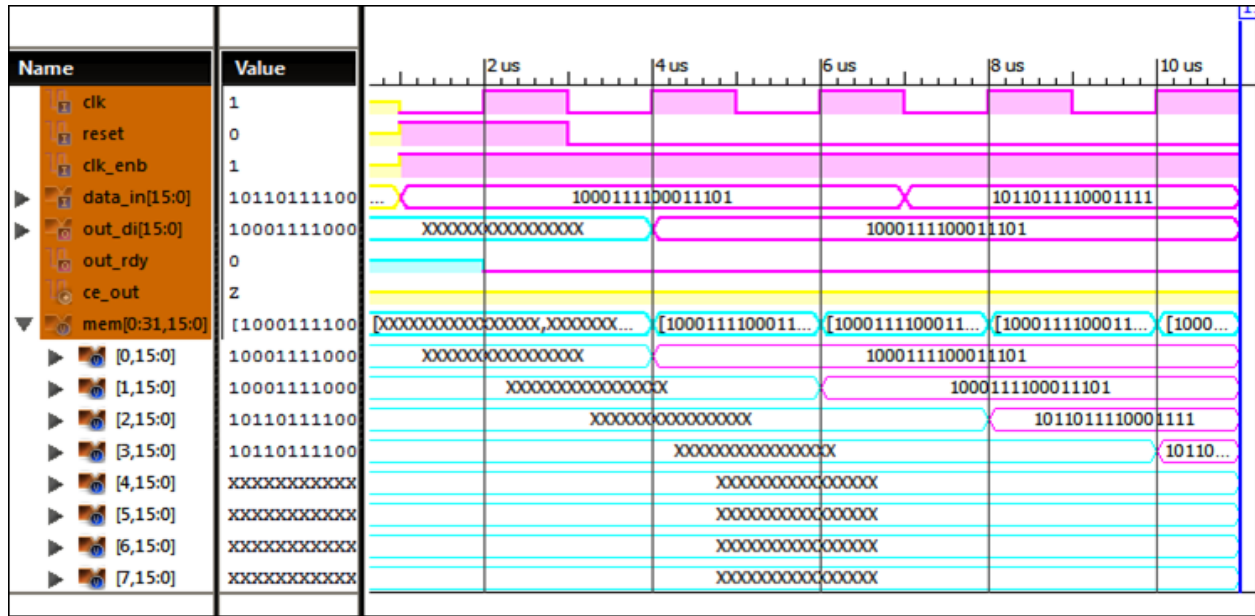 Name Value 2 us 4 us 6 us 8 us 10 us
clk 1
reset 0
clk_enb 1
data_in[15:0] 10110111100 ... 1000111100011101 1011011110001111
out_di[15:0] 10001111000 XXXXXXXXXXXXXXXX 1000111100011101
out_rdy 0
ce_out Z
mem[0:31,15:0] [1000111100 [XXXXXXXXXXXXXXXX,XXXXXXX... [1000111100011... [1000111100011... [1000111100011... [1000...
[0,15:0] 10001111000 XXXXXXXXXXXXXXXX 1000111100011101
[1,15:0] 10001111000 XXXXXXXXXXXXXXXX 1000111100011101
[2,15:0] 10110111100 XXXXXXXXXXXXXXXX 1011011110001111
[3,15:0] 10110111100 XXXXXXXXXXXXXXXX 10110...
[4,15:0] XXXXXXXXXXX XXXXXXXXXXXXXXXX
[5,15:0] XXXXXXXXXXX XXXXXXXXXXXXXXXX
[6,15:0] XXXXXXXXXXX XXXXXXXXXXXXXXXX
[7,15:0] XXXXXXXXXXX XXXXXXXXXXXXXXXX